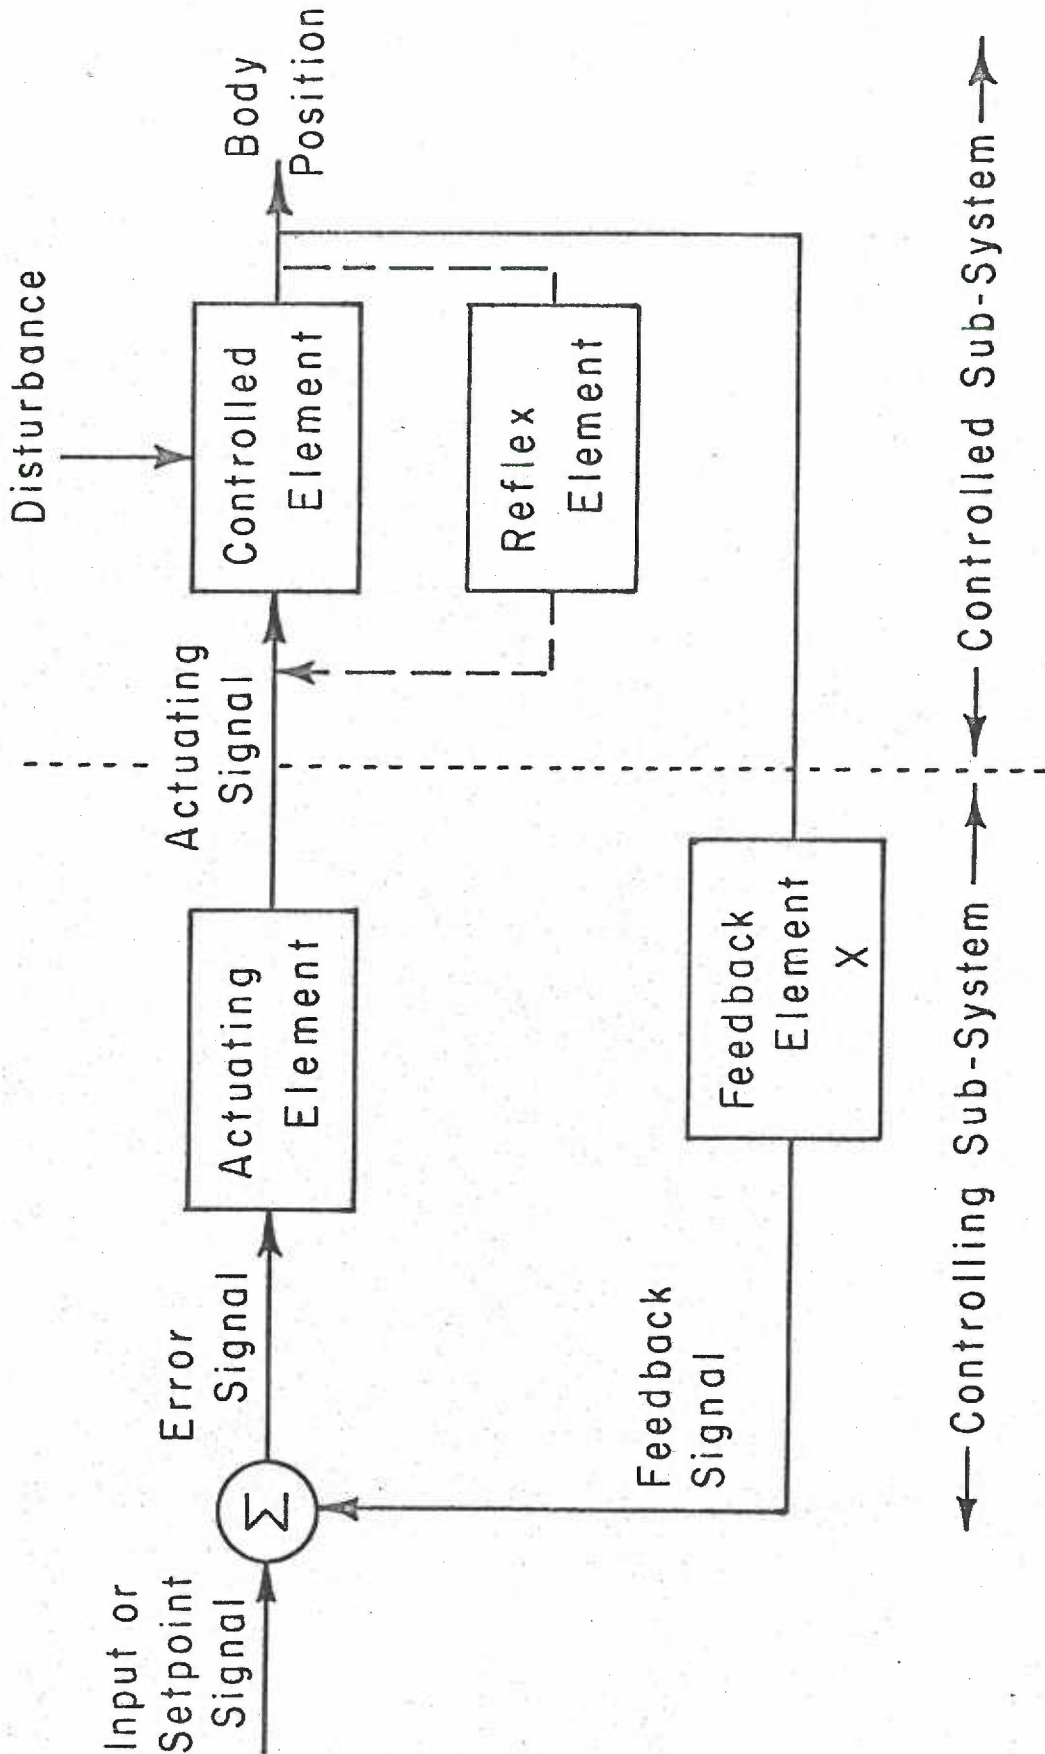 Input or
Setpoint
Signal
Σ
Error
Signal
Actuating
Element
Actuating
Signal
Disturbance
Controlled
Element
Body
Position
Reflex
Element
Feedback
Signal
Feedback
Element
X
Controlling Sub-System
Controlled Sub-System